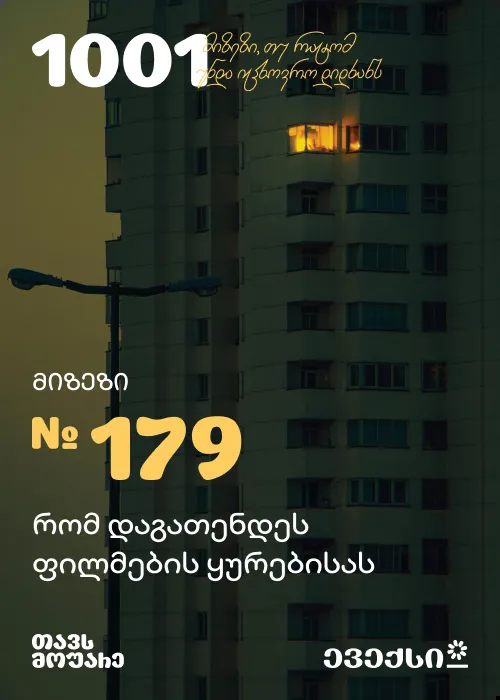 1001 მიზეზი, თუ რატომ
უნდა იცხოვრო დიდხანს
მიზეზი
№ 179
რომ დაგათენდეს
ფილმების ყურებისას
თავს
მოუარე
ევექსი